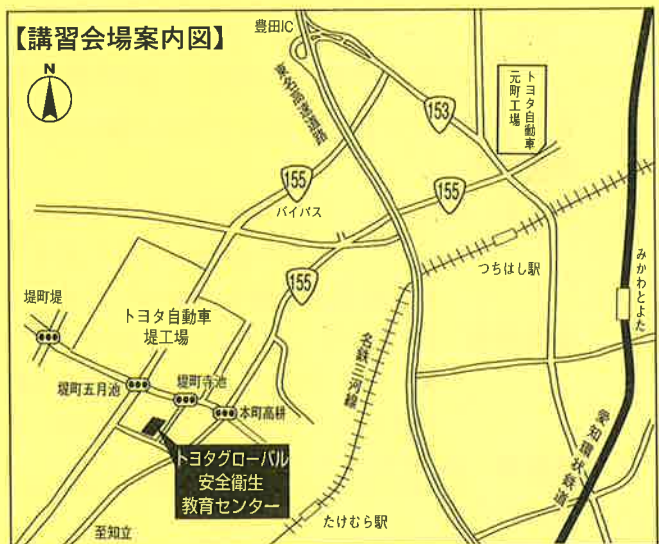 【講習会場案内図】
N
豊田IC
東名高速道路
153
トヨタ自動車
元町工場
155
バイパス
155
155
つちはし駅
みかわとよた
堤町堤
トヨタ自動車
堤工場
名鉄三河線
堤町五月池
堤町寺池
本町高耕
愛知環状鉄道
トヨタグローバル
安全衛生
教育センター
たけむら駅
至知立